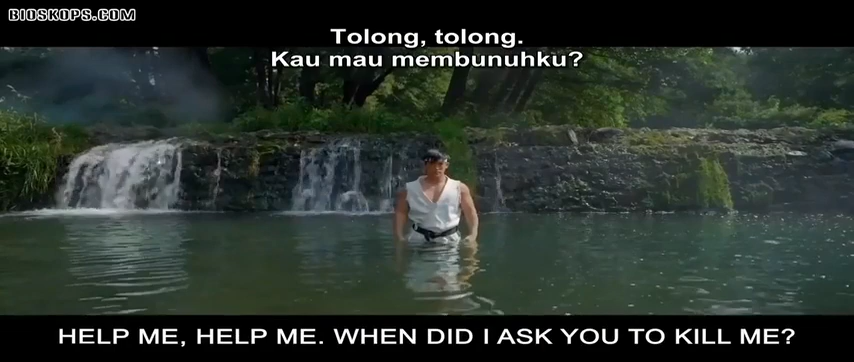 BIOSKOPS.COM
Tolong, tolong.
Kau mau membunuhku?
HELP ME, HELP ME. WHEN DID I ASK YOU TO KILL ME?